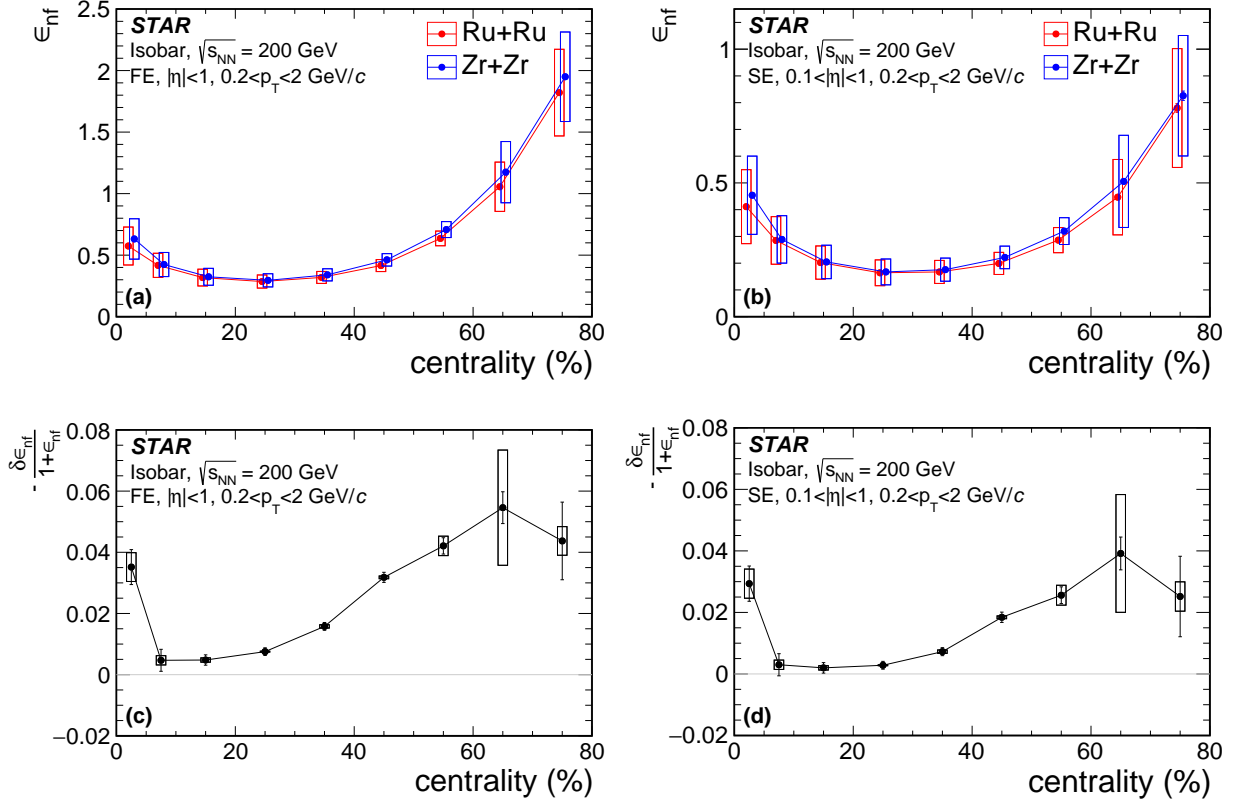 ϵnf
2.5
2
1.5
1
0.5
0
STAR
Isobar, √sNN = 200 GeV
FE, |η|<1, 0.2<pT<2 GeV/c
Ru+Ru
Zr+Zr
(a)
0 20 40 60 80
centrality (%)
ϵnf
1
0.5
0
STAR
Isobar, √sNN = 200 GeV
SE, 0.1<|η|<1, 0.2<pT<2 GeV/c
Ru+Ru
Zr+Zr
(b)
0 20 40 60 80
centrality (%)
- δϵnf / 1+ϵnf
0.08
0.06
0.04
0.02
0
−0.02
STAR
Isobar, √sNN = 200 GeV
FE, |η|<1, 0.2<pT<2 GeV/c
(c)
0 20 40 60 80
centrality (%)
- δϵnf / 1+ϵnf
0.08
0.06
0.04
0.02
0
−0.02
STAR
Isobar, √sNN = 200 GeV
SE, 0.1<|η|<1, 0.2<pT<2 GeV/c
(d)
0 20 40 60 80
centrality (%)